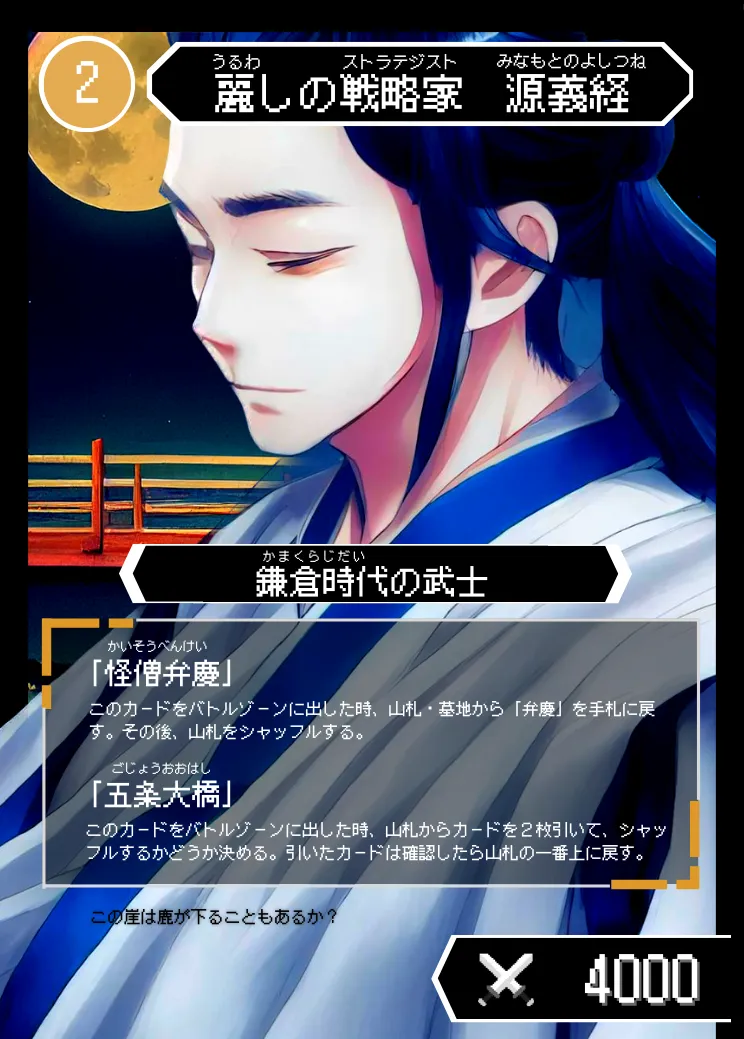 2
うるわ ストラテジスト みなもとのよしつね
麗しの戦略家 源義経
かまくらじだい
鎌倉時代の武士
かいそうべんけい
「怪僧弁慶」
このカードをバトルゾーンに出した時、山札・墓地から「弁慶」を手札に戻
す。その後、山札をシャッフルする。
ごじょうおおはし
「五条大橋」
このカードをバトルゾーンに出した時、山札からカードを2枚引いて、シャッ
フルするかどうか決める。引いたカードは確認したら山札の一番上に戻す。
この崖は鹿が下ることもあるか？
4000